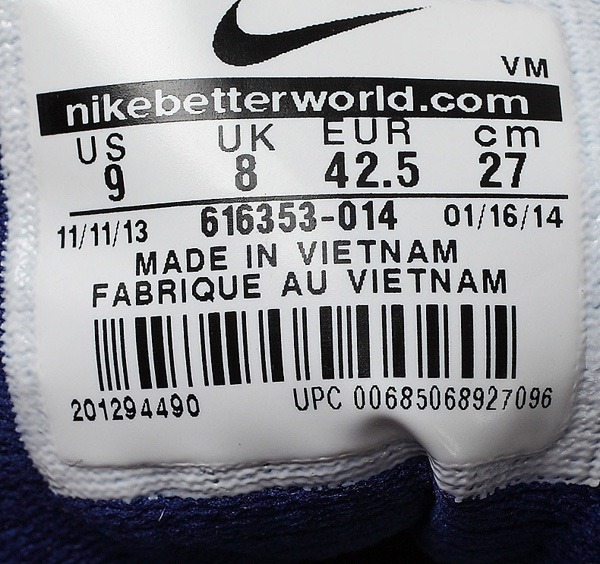 VM
nikebetterworld.com
US UK EUR cm
9 8 42.5 27
11/11/13 616353-014 01/16/14
MADE IN VIETNAM
FABRIQUE AU VIETNAM
201294490 UPC 00685068927096